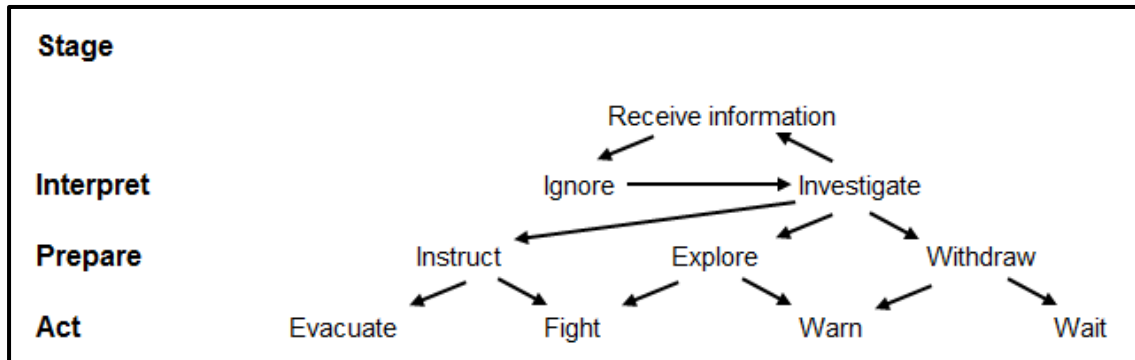 Stage
Receive information
Interpret Ignore Investigate
Prepare Instruct Explore Withdraw
Act Evacuate Fight Warn Wait